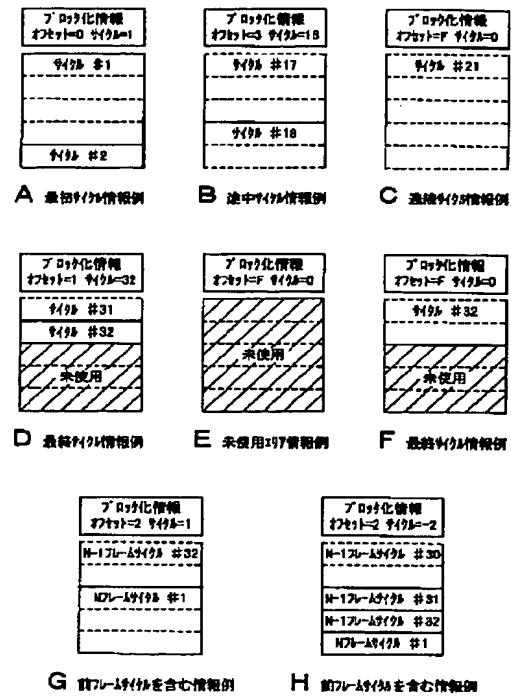 ブロック化情報
オフセット=0 サイクル=1
サイクル #1
サイクル #2
A 最初サイクル情報例
ブロック化情報
オフセット=3 サイクル=18
サイクル #17
サイクル #18
B 途中サイクル情報例
ブロック化情報
オフセット=F サイクル=0
サイクル #21
C 連続サイクル情報例
ブロック化情報
オフセット=1 サイクル=32
サイクル #31
サイクル #32
未使用
D 最終サイクル情報例
ブロック化情報
オフセット=F サイクル=0
未使用
E 未使用エリア情報例
ブロック化情報
オフセット=F サイクル=0
サイクル #32
未使用
F 最終サイクル情報例
ブロック化情報
オフセット=2 サイクル=1
N-1フレームサイクル #32
Nフレームサイクル #1
G 前フレームサイクルを含む情報例
ブロック化情報
オフセット=2 サイクル=-2
N-1フレームサイクル #30
N-1フレームサイクル #31
N-1フレームサイクル #32
Nフレームサイクル #1
H 前フレームサイクルを含む情報例